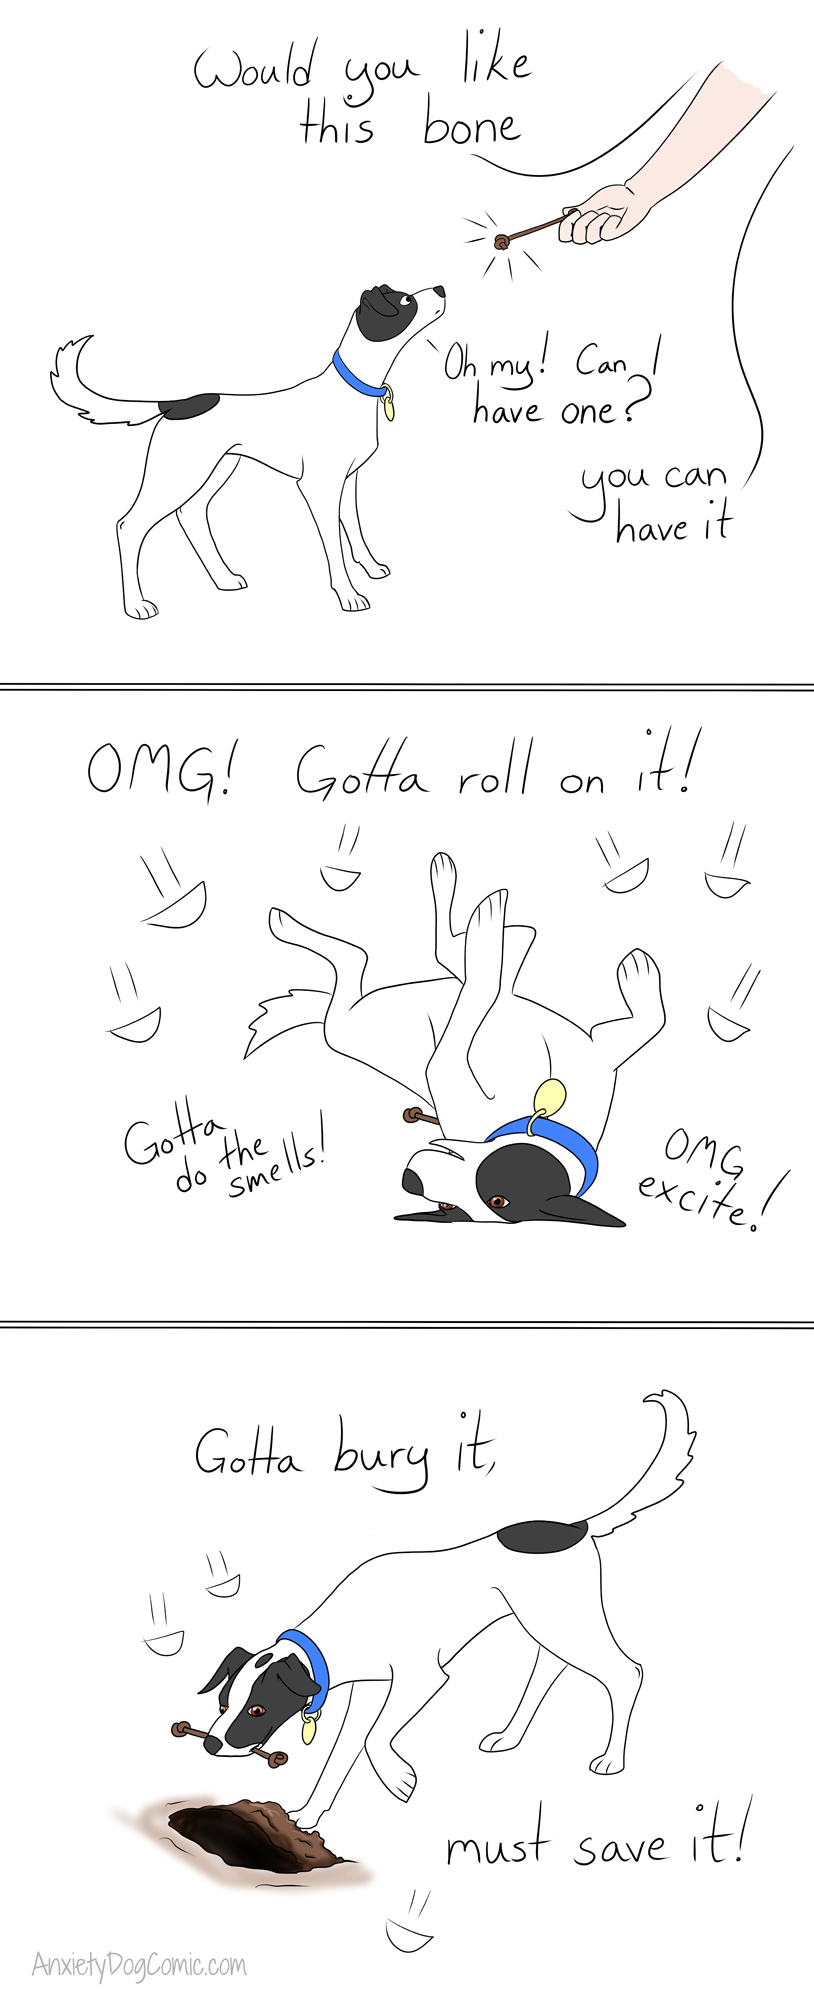 Would you like
this bone
Oh my! Can I
have one?
you can
have it
OMG! Gotta roll on it!
Gotta
do the
smells!
OMG
excite!
Gotta bury it,
must save it!
AnxietyDogComic.com